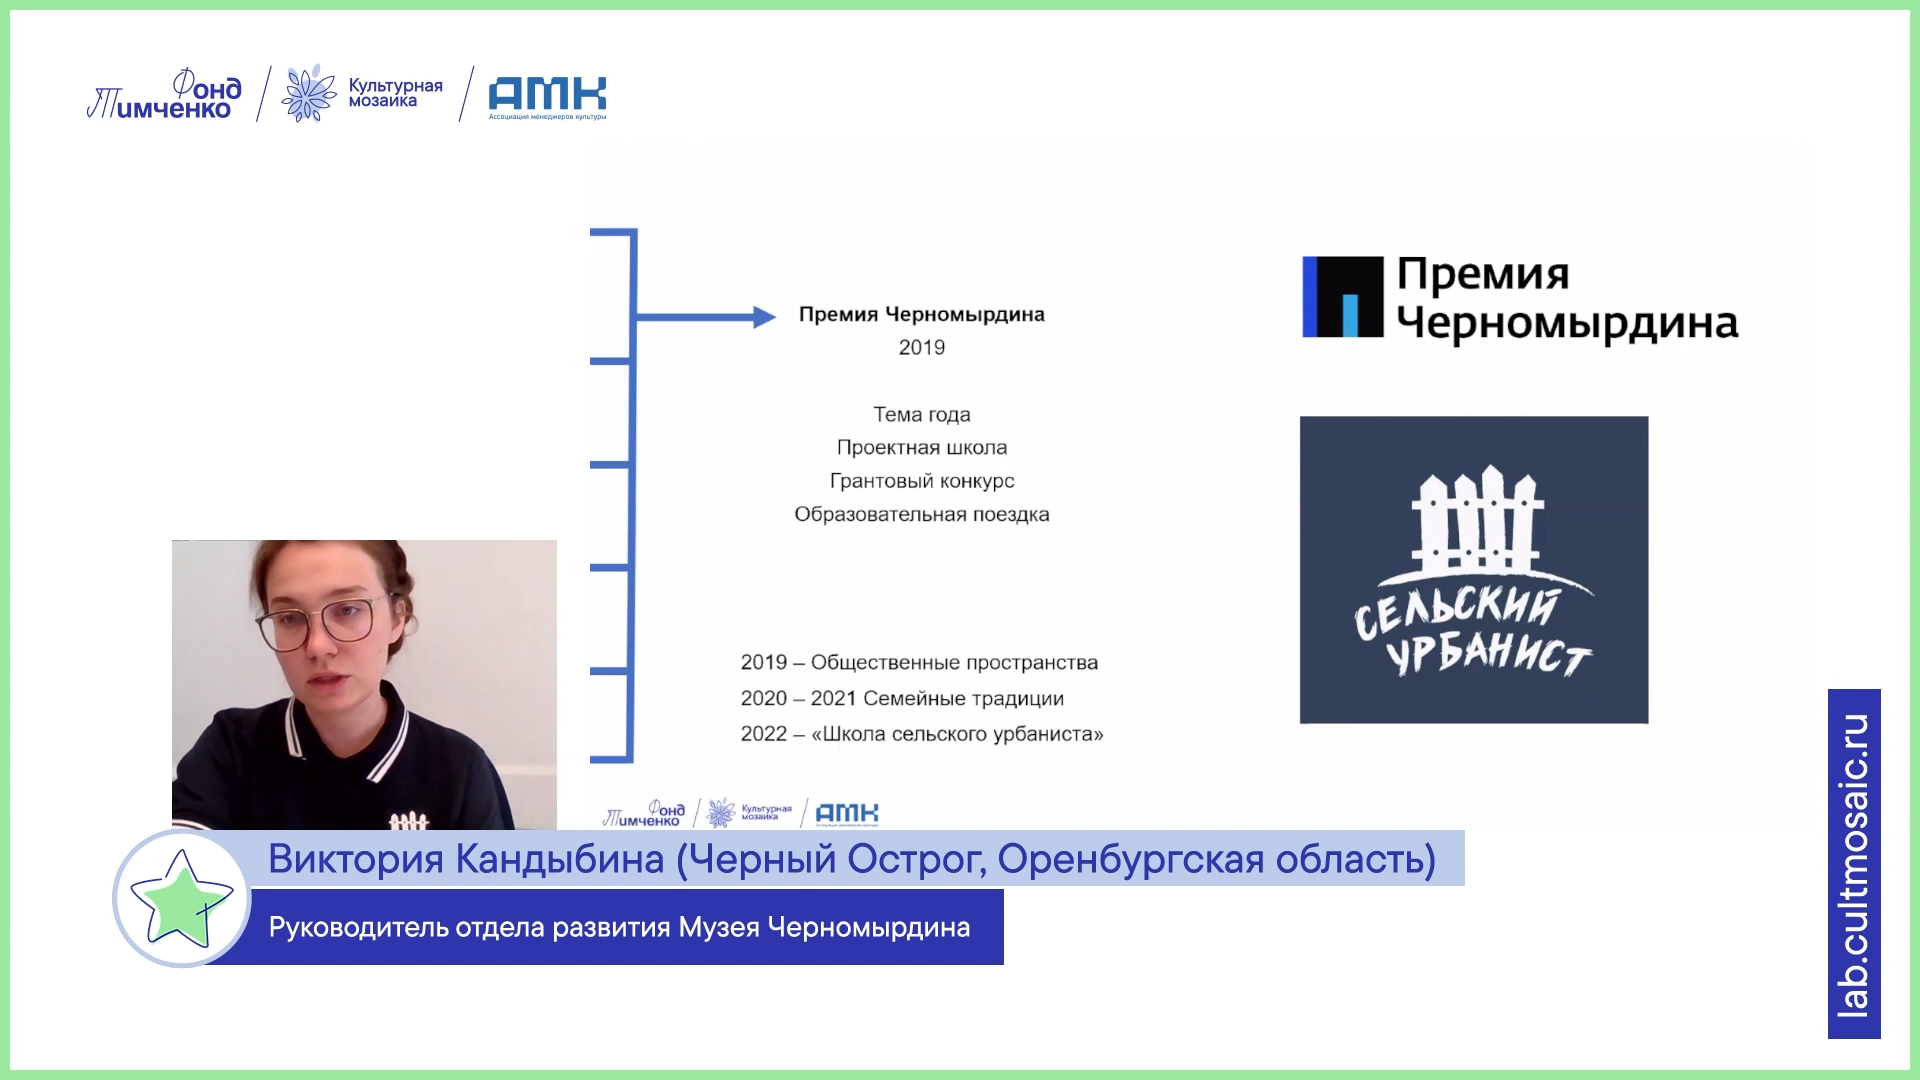 Фонд
Тимченко
Культурная
мозаика
АМК
Ассоциация менеджеров культуры
Премия Черномырдина
2019
Тема года
Проектная школа
Грантовый конкурс
Образовательная поездка
2019 – Общественные пространства
2020 – 2021 Семейные традиции
2022 – «Школа сельского урбаниста»
Премия
Черномырдина
СЕЛЬСКИЙ
УРБАНИСТ
Фонд
Тимченко
Культурная
мозаика
АМК
Виктория Кандыбина (Черный Острог, Оренбургская область)
Руководитель отдела развития Музея Черномырдина
lab.cultmosaic.ru